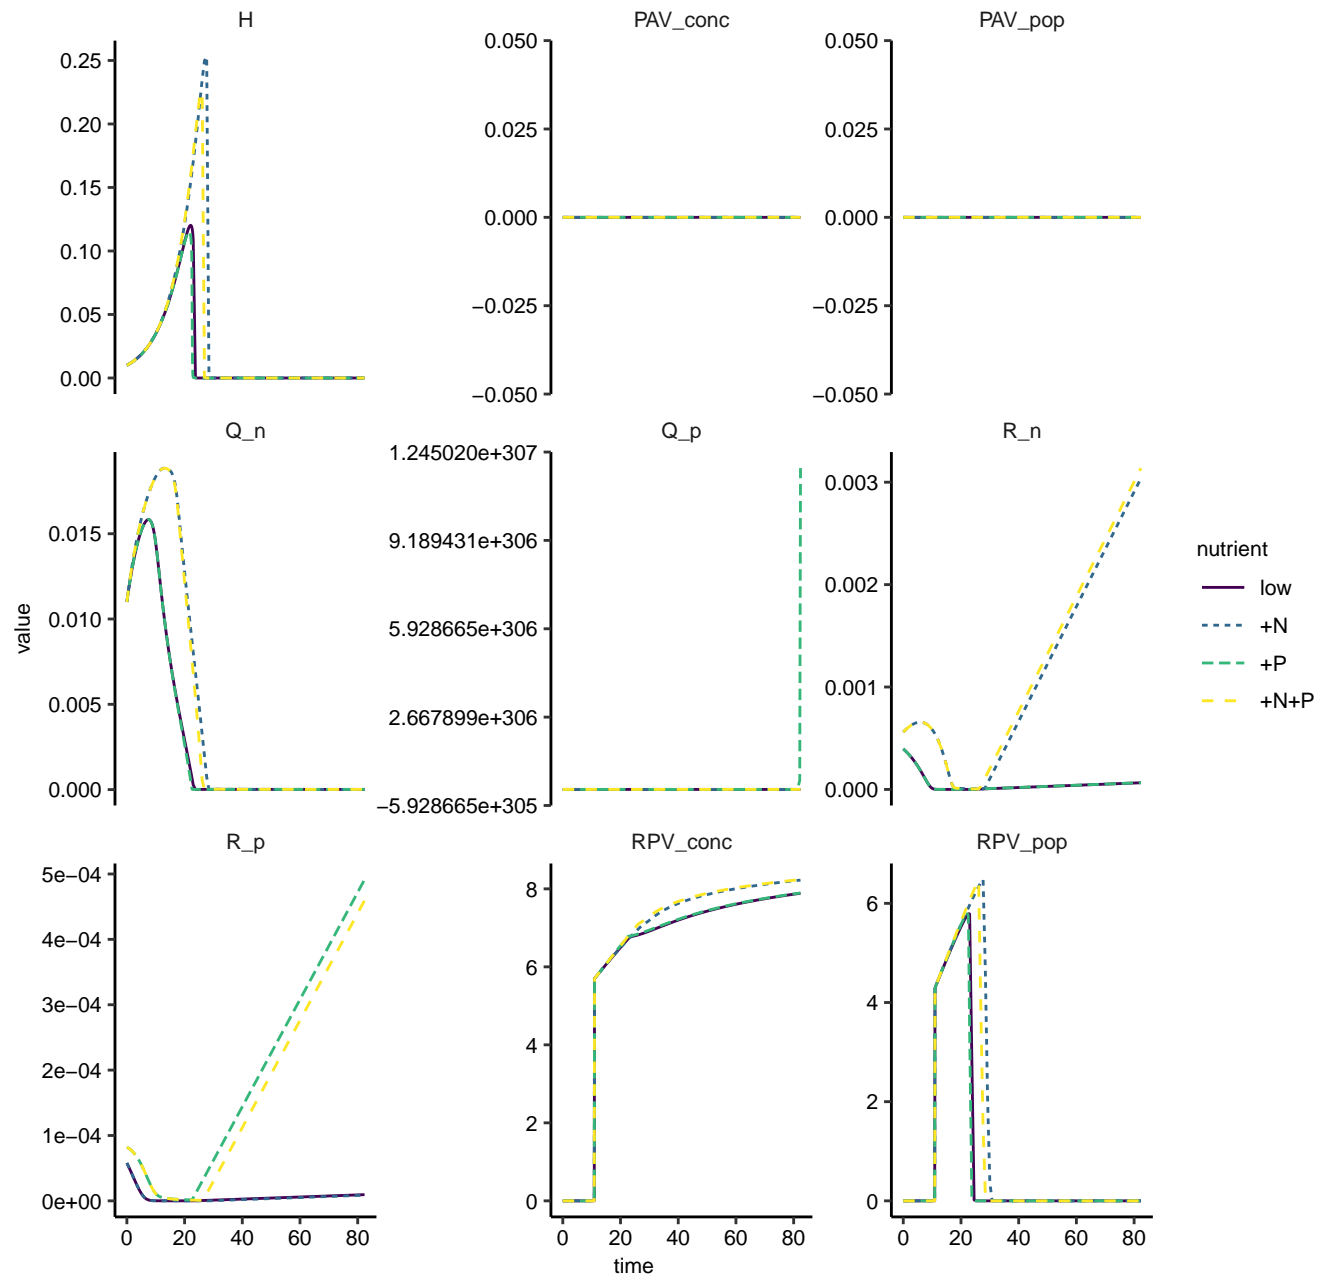 H
PAV_conc
PAV_pop
0.25
0.20
0.15
0.10
0.05
0.00
0.050
0.025
0.000
−0.025
−0.050
0.050
0.025
0.000
−0.025
−0.050
Q_n
Q_p
R_n
0.015
0.010
0.005
0.000
1.245020e+307
9.189431e+306
5.928665e+306
2.667899e+306
−5.928665e+305
0.003
0.002
0.001
0.000
value
R_p
RPV_conc
RPV_pop
5e−04
4e−04
3e−04
2e−04
1e−04
0e+00
8
6
4
2
0
6
4
2
0
0 20 40 60 80
0 20 40 60 80
0 20 40 60 80
time
nutrient
low
+N
+P
+N+P